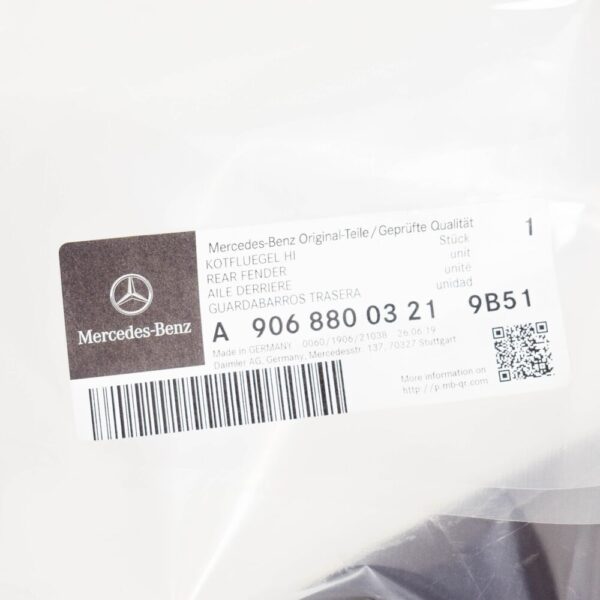 Mercedes-Benz Original-Teile/Geprüfte Qualität
KOTFLUEGEL HI Stück 1
REAR FENDER unit
AILE DERRIERE unité
GUARDABARROS TRASERA unidad
Mercedes-Benz
A 906 880 03 21 9B51
Made in GERMANY 0060/1906/21038 26.06.19
Daimler AG, Germany, Mercedesstr. 137, 70327 Stuttgart
More information on
http://p.mb-qr.com